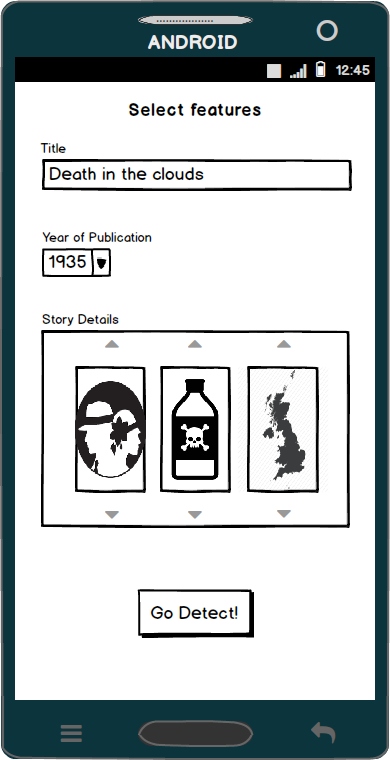 ANDROID
12:45
Select features
Title
Death in the clouds
Year of Publication
1935
Story Details
Go Detect!